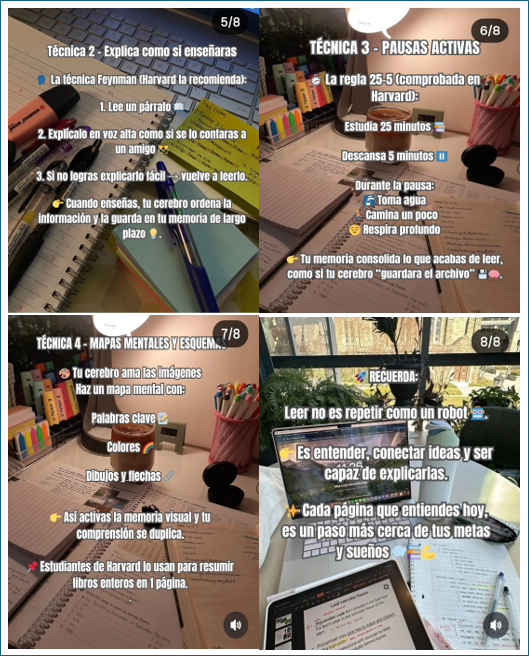 5/8
Técnica 2 - Explica como si enseñaras
🗣️ La técnica Feynman (Harvard la recomienda):
1. Lee un párrafo 📖.
2. Explícalo en voz alta como si se lo contaras a
un amigo 👯.
3. Si no logras explicarlo fácil → vuelve a leerlo.
👉 Cuando enseñas, tu cerebro ordena la
información y la guarda en tu memoria de largo
plazo 💡.
6/8
TÉCNICA 3 - PAUSAS ACTIVAS
⏱️ La regla 25-5 (comprobada en
Harvard):
Estudia 25 minutos 📚
Descansa 5 minutos ⏸️
Durante la pausa:
🚰 Toma agua
🚶 Camina un poco
😌 Respira profundo
👉 Tu memoria consolida lo que acabas de leer,
como si tu cerebro “guardara el archivo” 💾🧠.
7/8
TÉCNICA 4 - MAPAS MENTALES Y ESQUEMA
🎨 Tu cerebro ama las imágenes
Haz un mapa mental con:
Palabras clave 📝
Colores 🌈
Dibujos y flechas 🔗
👉 Así activas la memoria visual y tu
comprensión se duplica.
📌 Estudiantes de Harvard lo usan para resumir
libros enteros en 1 página.
8/8
🚀 RECUERDA:
Leer no es repetir como un robot 🤖.
👉 Es entender, conectar ideas y ser
capaz de explicarlas.
✨ Cada página que entiendes hoy,
es un paso más cerca de tus metas
y sueños 💭📚💪
Leaf vascular tissue